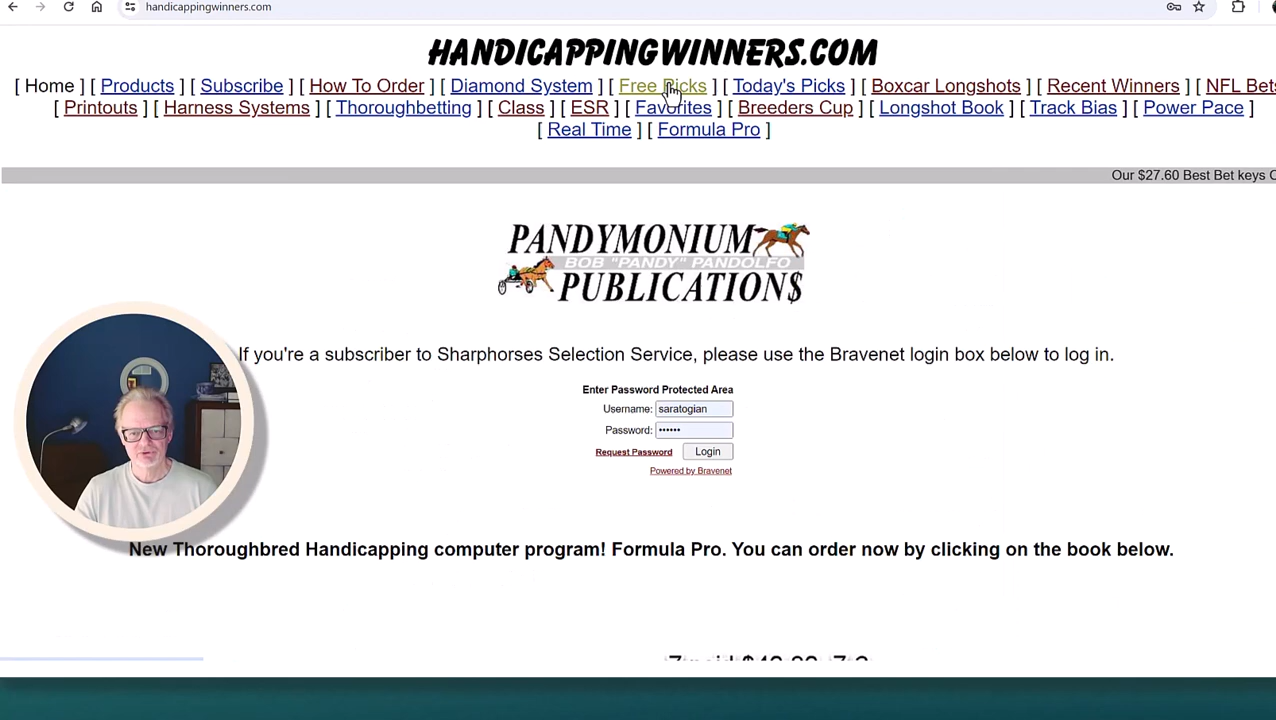 handicappingwinners.com
HANDICAPPINGWINNERS.COM
[ Home ] [ Products ] [ Subscribe ] [ How To Order ] [ Diamond System ] [ Free Picks ] [ Today's Picks ] [ Boxcar Longshots ] [ Recent Winners ] [ NFL Bets
[ Printouts ] [ Harness Systems ] [ Thoroughbetting ] [ Class ] [ ESR ] [ Favorites ] [ Breeders Cup ] [ Longshot Book ] [ Track Bias ] [ Power Pace ]
[ Real Time ] [ Formula Pro ]
Our $27.60 Best Bet keys
PANDYMONIUM
BOB "PANDY" PANDOLFO
PUBLICATION$
If you're a subscriber to Sharphorses Selection Service, please use the Bravenet login box below to log in.
Enter Password Protected Area
Username: saratogian
Password: ••••••
Request Password Login
Powered by Bravenet
New Thoroughbred Handicapping computer program! Formula Pro. You can order now by clicking on the book below.